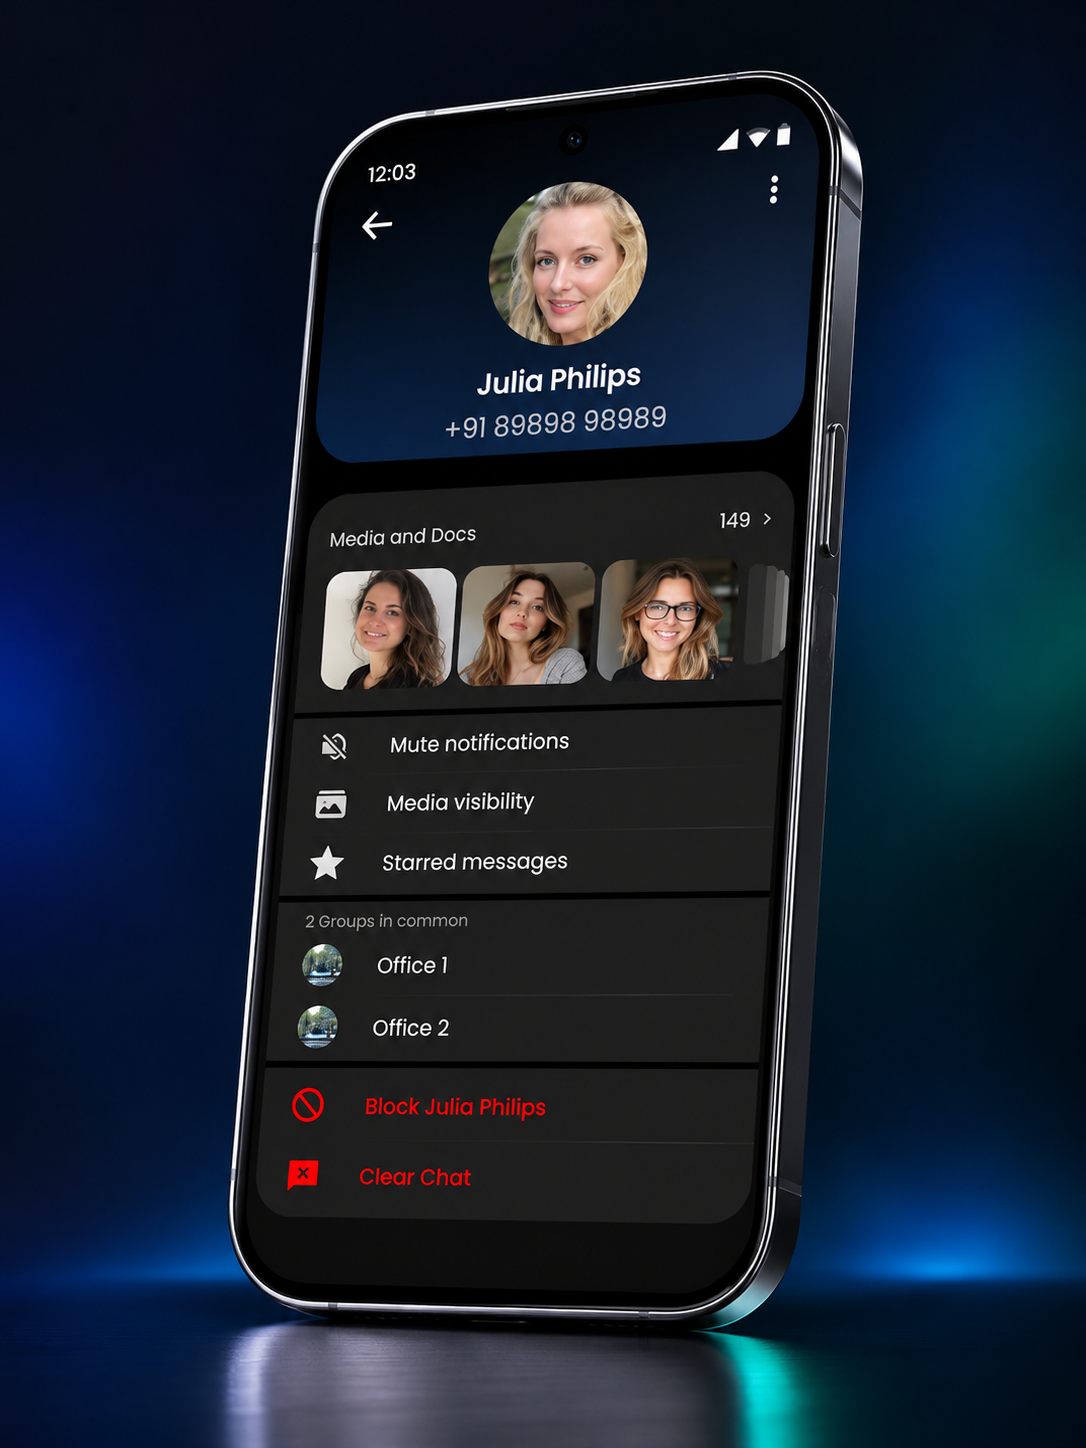 12:03
Julia Philips
+91 89898 98989
Media and Docs
149 >
Mute notifications
Media visibility
Starred messages
2 Groups in common
Office 1
Office 2
Block Julia Philips
Clear Chat